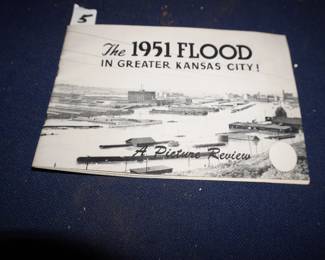 5
The 1951 FLOOD
IN GREATER KANSAS CITY!
A Picture Review